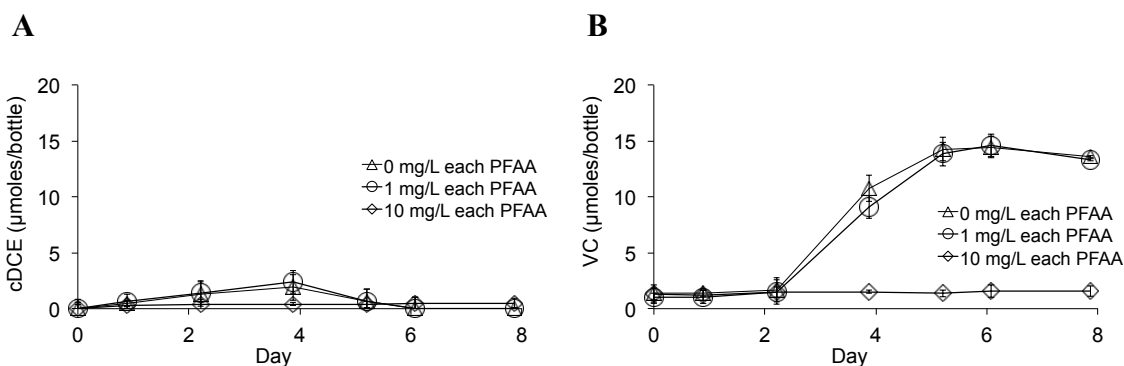 A
cDCE (μmoles/bottle)
20
15
10
5
0
0 2 4 6 8
Day
0 mg/L each PFAA
1 mg/L each PFAA
10 mg/L each PFAA
B
VC (μmoles/bottle)
20
15
10
5
0
0 2 4 6 8
Day
0 mg/L each PFAA
1 mg/L each PFAA
10 mg/L each PFAA